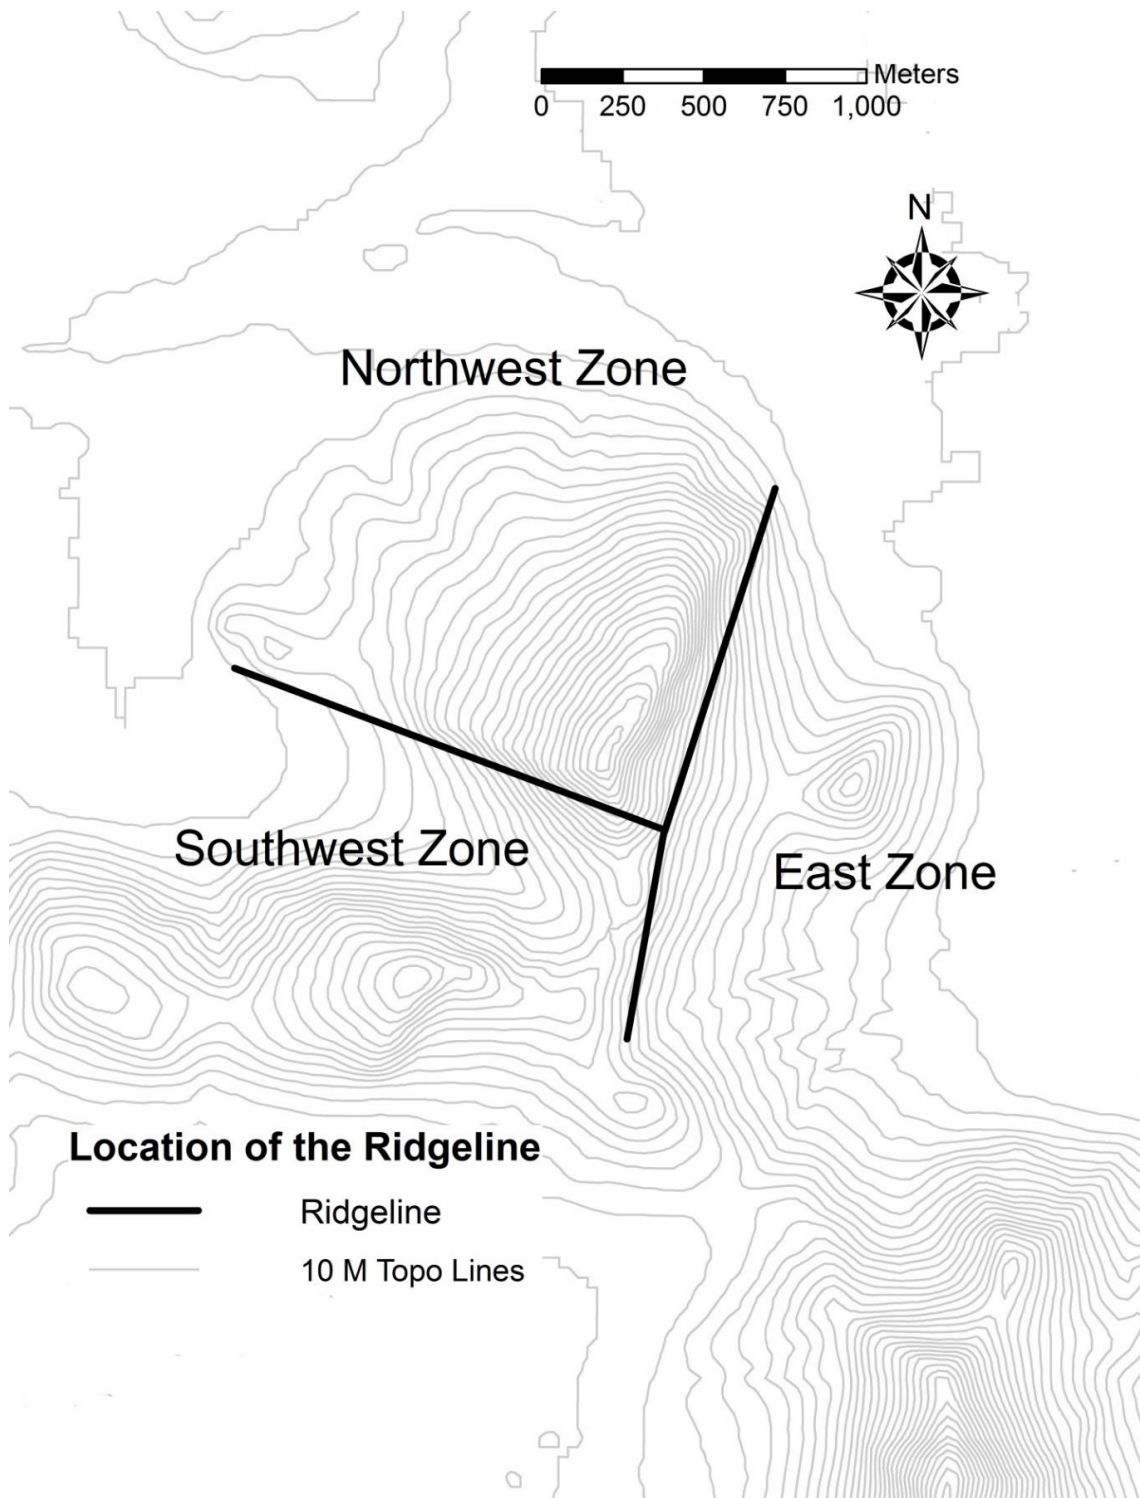 Meters
0 250 500 750 1,000
N
Northwest Zone
Southwest Zone
East Zone
Location of the Ridgeline
Ridgeline
10 M Topo Lines